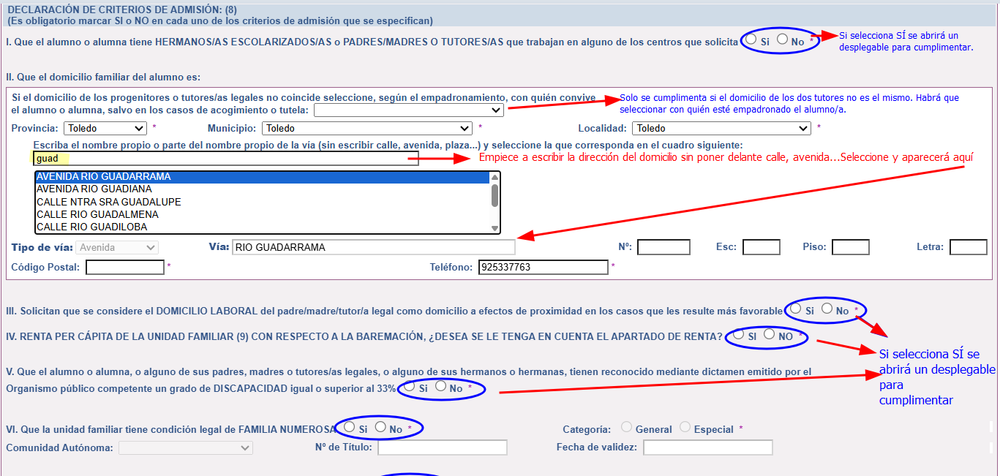 DECLARACIÓN DE CRITERIOS DE ADMISIÓN: (8)
(Es obligatorio marcar SI o NO en cada uno de los criterios de admisión que se especifican)
I. Que el alumno o alumna tiene HERMANOS/AS ESCOLARIZADOS/AS o PADRES/MADRES O TUTORES/AS que trabajan en alguno de los centros que solicita Si No *
Si selecciona SÍ se abrirá un
desplegable para cumplimentar.
II. Que el domicilio familiar del alumno es:
Si el domicilio de los progenitores o tutores/as legales no coincide seleccione, según el empadronamiento, con quién convive
el alumno o alumna, salvo en los casos de acogimiento o tutela:
Solo se cumplimenta si el domicilio de los dos tutores no es el mismo. Habrá que
seleccionar con quién esté empadronado el alumno/a.
Provincia: Toledo * Municipio: Toledo * Localidad: Toledo *
Escriba el nombre propio o parte del nombre propio de la vía (sin escribir calle, avenida, plaza...) y seleccione la que corresponda en el cuadro siguiente:
guad
Empiece a escribir la dirección del domicilio sin poner delante calle, avenida...Seleccione y aparecerá aquí
AVENIDA RIO GUADARRAMA
AVENIDA RIO GUADIANA
CALLE NTRA SRA GUADALUPE
CALLE RIO GUADALMENA
CALLE RIO GUADILOBA
Tipo de vía: Avenida Vía: RIO GUADARRAMA Nº: Esc: Piso: Letra:
Código Postal: * Teléfono: 925337763 *
III. Solicitan que se considere el DOMICILIO LABORAL del padre/madre/tutor/a legal como domicilio a efectos de proximidad en los casos que les resulte más favorable Si No *
IV. RENTA PER CÁPITA DE LA UNIDAD FAMILIAR (9) CON RESPECTO A LA BAREMACIÓN, ¿DESEA SE LE TENGA EN CUENTA EL APARTADO DE RENTA? SI NO *
Si selecciona SÍ se
abrirá un desplegable
para
cumplimentar
V. Que el alumno o alumna, o alguno de sus padres, madres o tutores/as legales, o alguno de sus hermanos o hermanas, tienen reconocido mediante dictamen emitido por el
Organismo público competente un grado de DISCAPACIDAD igual o superior al 33% Si No *
VI. Que la unidad familiar tiene condición legal de FAMILIA NUMEROSA Si No * Categoría: General Especial *
Comunidad Autónoma: Nº de Título: Fecha de validez: